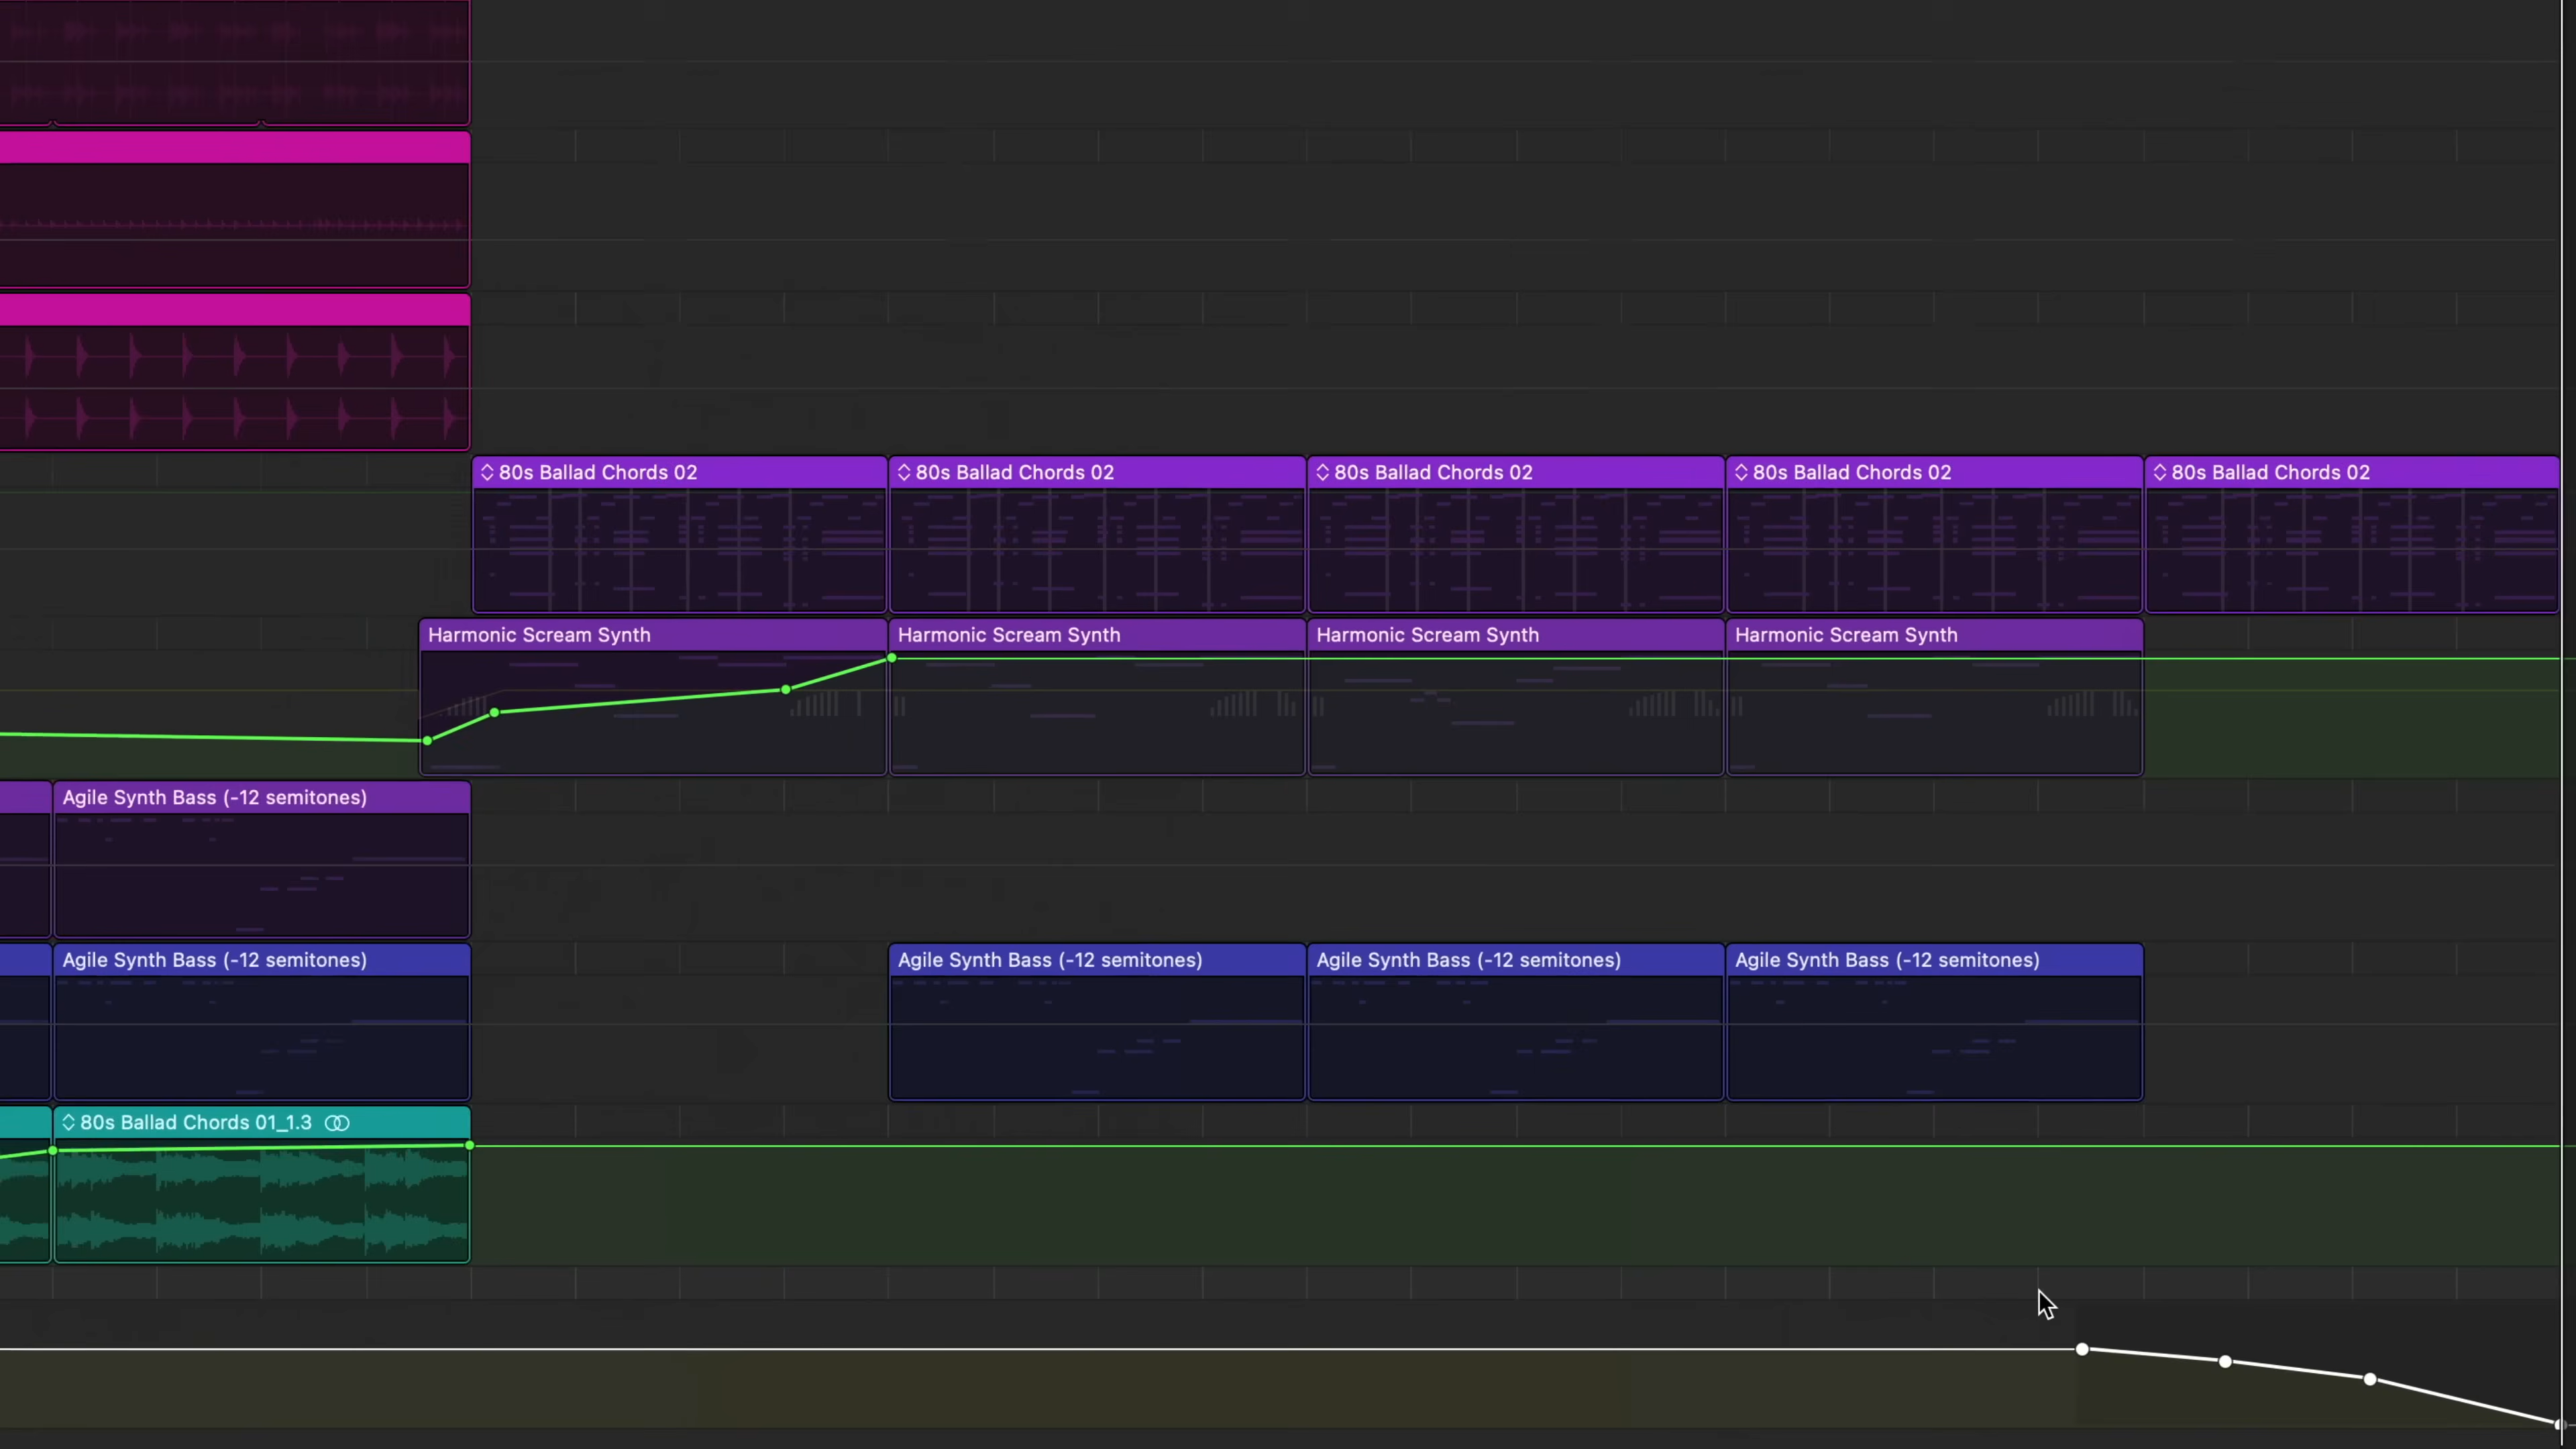 80s Ballad Chords 02 80s Ballad Chords 02 80s Ballad Chords 02 80s Ballad Chords 02 80s Ballad Chords 02
Harmonic Scream Synth Harmonic Scream Synth Harmonic Scream Synth Harmonic Scream Synth
Agile Synth Bass (-12 semitones)
Agile Synth Bass (-12 semitones) Agile Synth Bass (-12 semitones) Agile Synth Bass (-12 semitones) Agile Synth Bass (-12 semitones)
80s Ballad Chords 01_1.3